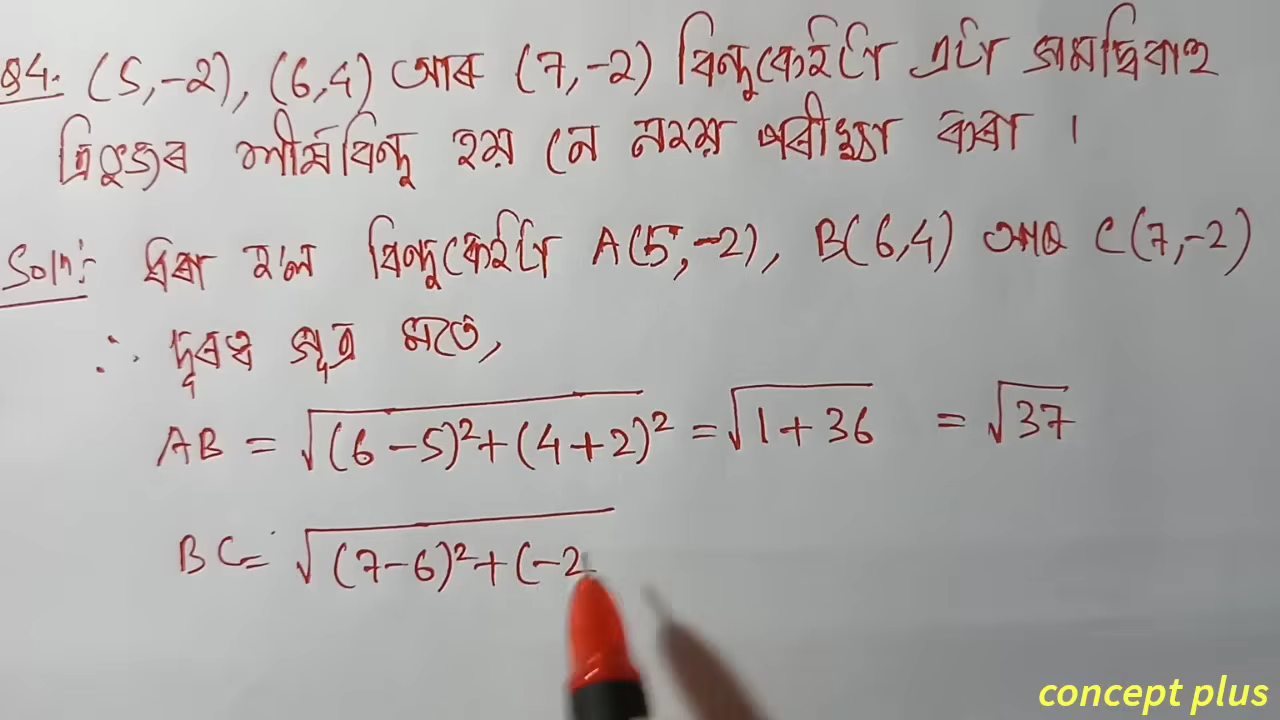 Q4. (5,-2), (6,4) আৰু (7,-2) বিন্দুকেইটা এটা সমদ্বিবাহু
ত্ৰিভুজৰ শীৰ্ষবিন্দু হয় নে নহয় পৰীক্ষা কৰা ।
Soln:- ধৰা হ'ল বিন্দুকেইটা A(5,-2), B(6,4) আৰু C(7,-2)
∴ দূৰত্ব সূত্ৰ মতে,
AB = √(6-5)²+(4+2)² = √1+36 = √37
BC= √(7-6)²+(-2
concept plus